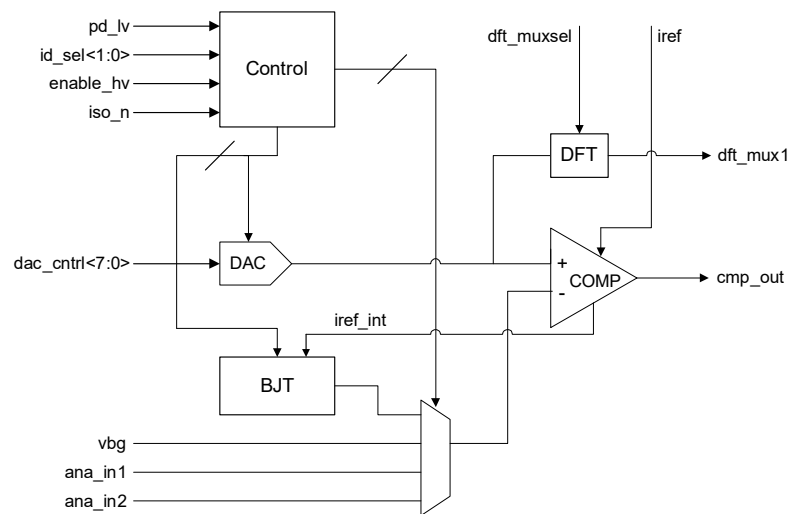 pd_lv
id_sel<1:0>
enable_hv
iso_n
Control
dft_muxsel
iref
DFT
dft_mux1
dac_cntrl<7:0>
DAC
+
COMP
-
cmp_out
iref_int
BJT
vbg
ana_in1
ana_in2